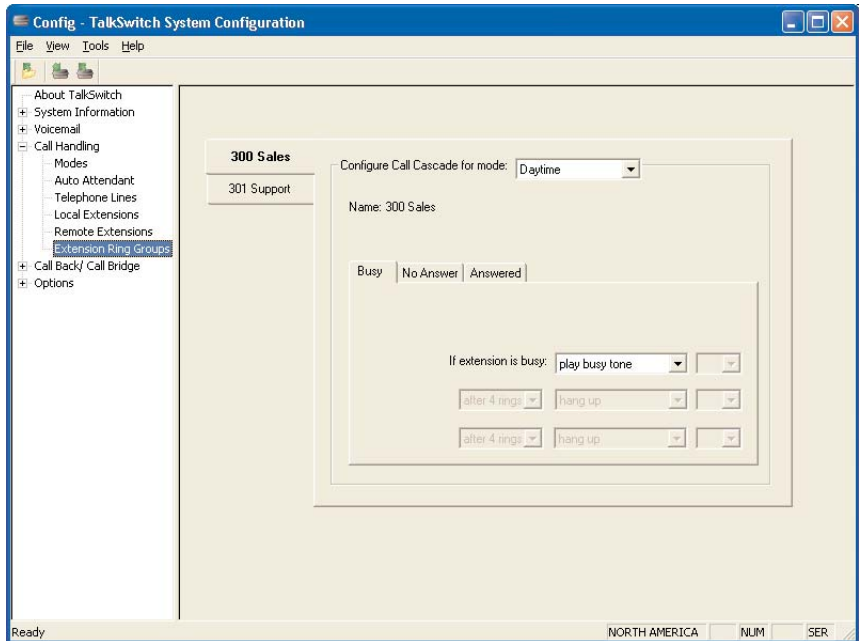 Config - TalkSwitch System Configuration
File View Tools Help
About TalkSwitch
System Information
Voicemail
Call Handling
Modes
Auto Attendant
Telephone Lines
Local Extensions
Remote Extensions
Extension Ring Groups
Call Back/ Call Bridge
Options
300 Sales
301 Support
Configure Call Cascade for mode: Daytime
Name: 300 Sales
Busy No Answer Answered
If extension is busy: play busy tone
after 4 rings hang up
after 4 rings hang up
Ready NORTH AMERICA NUM SER